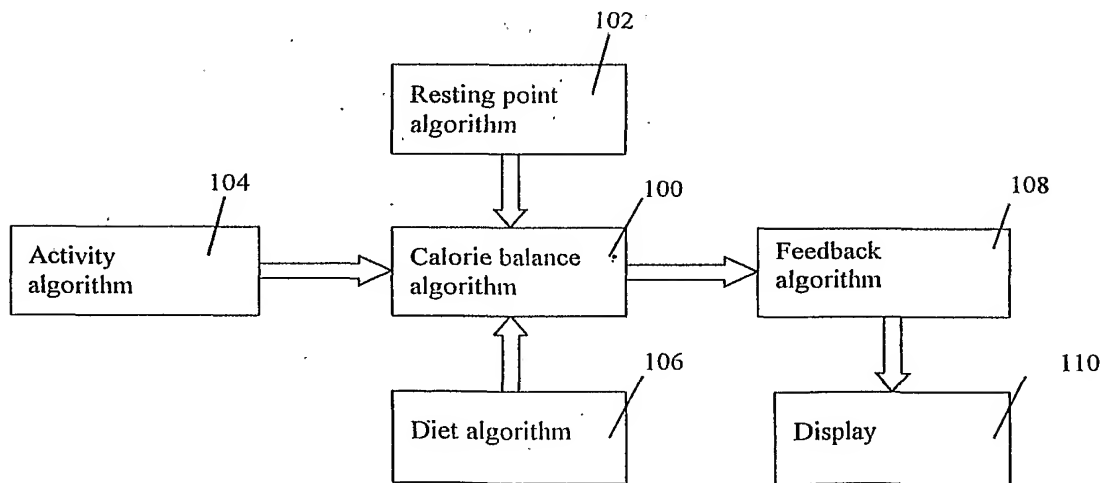 102
Resting point
algorithm
104
100
108
Activity
algorithm
Calorie balance
algorithm
Feedback
algorithm
106
110
Diet algorithm
Display